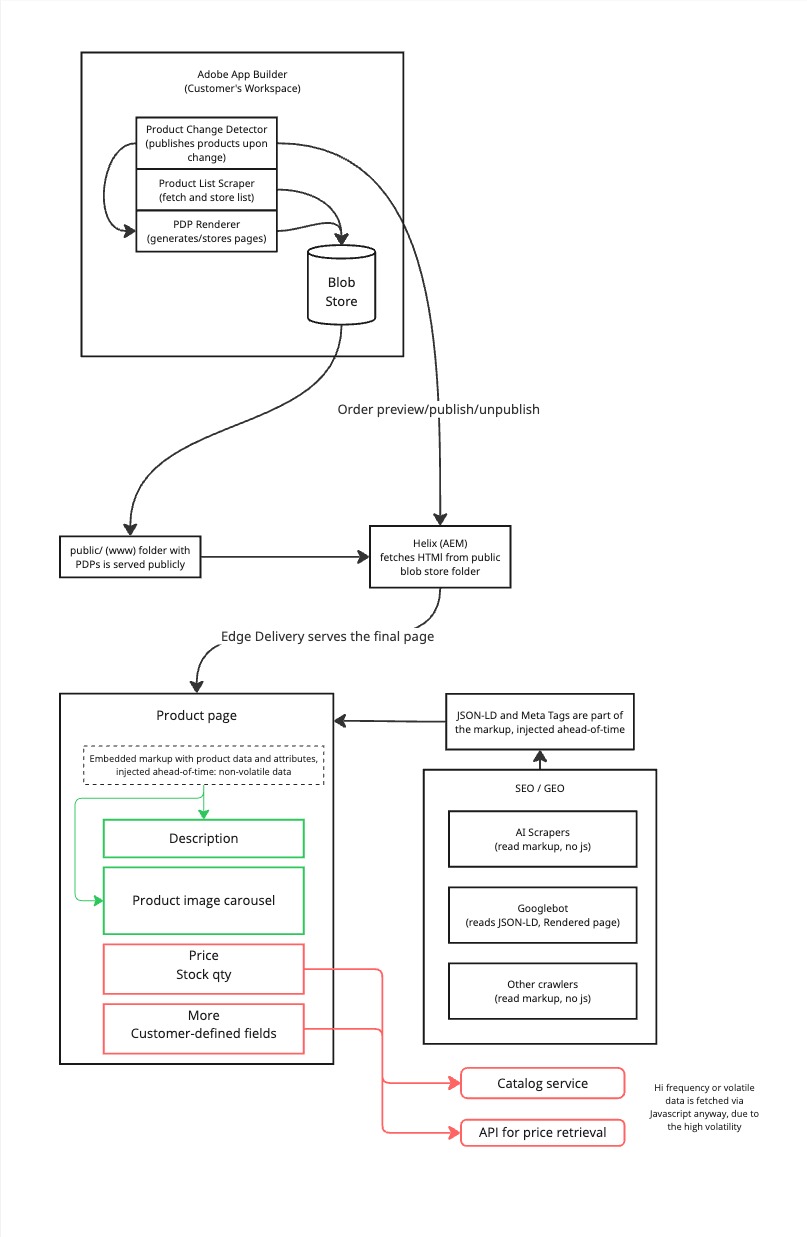 Adobe App Builder
(Customer's Workspace)
Product Change Detector
(publishes products upon
change)
Product List Scraper
(fetch and store list)
PDP Renderer
(generates/stores pages)
Blob
Store
Order preview/publish/unpublish
public/ (www) folder with
PDPs is served publicly
Helix (AEM)
fetches HTMl from public
blob store folder
Edge Delivery serves the final page
Product page
Embedded markup with product data and attributes,
injected ahead-of-time: non-volatile data
Description
Product image carousel
Price
Stock qty
More
Customer-defined fields
JSON-LD and Meta Tags are part of
the markup, injected ahead-of-time
SEO / GEO
AI Scrapers
(read markup, no js)
Googlebot
(reads JSON-LD, Rendered page)
Other crawlers
(read markup, no js)
Catalog service
API for price retrieval
Hi frequency or volatile
data is fetched via
Javascript anyway, due to
the high volatility